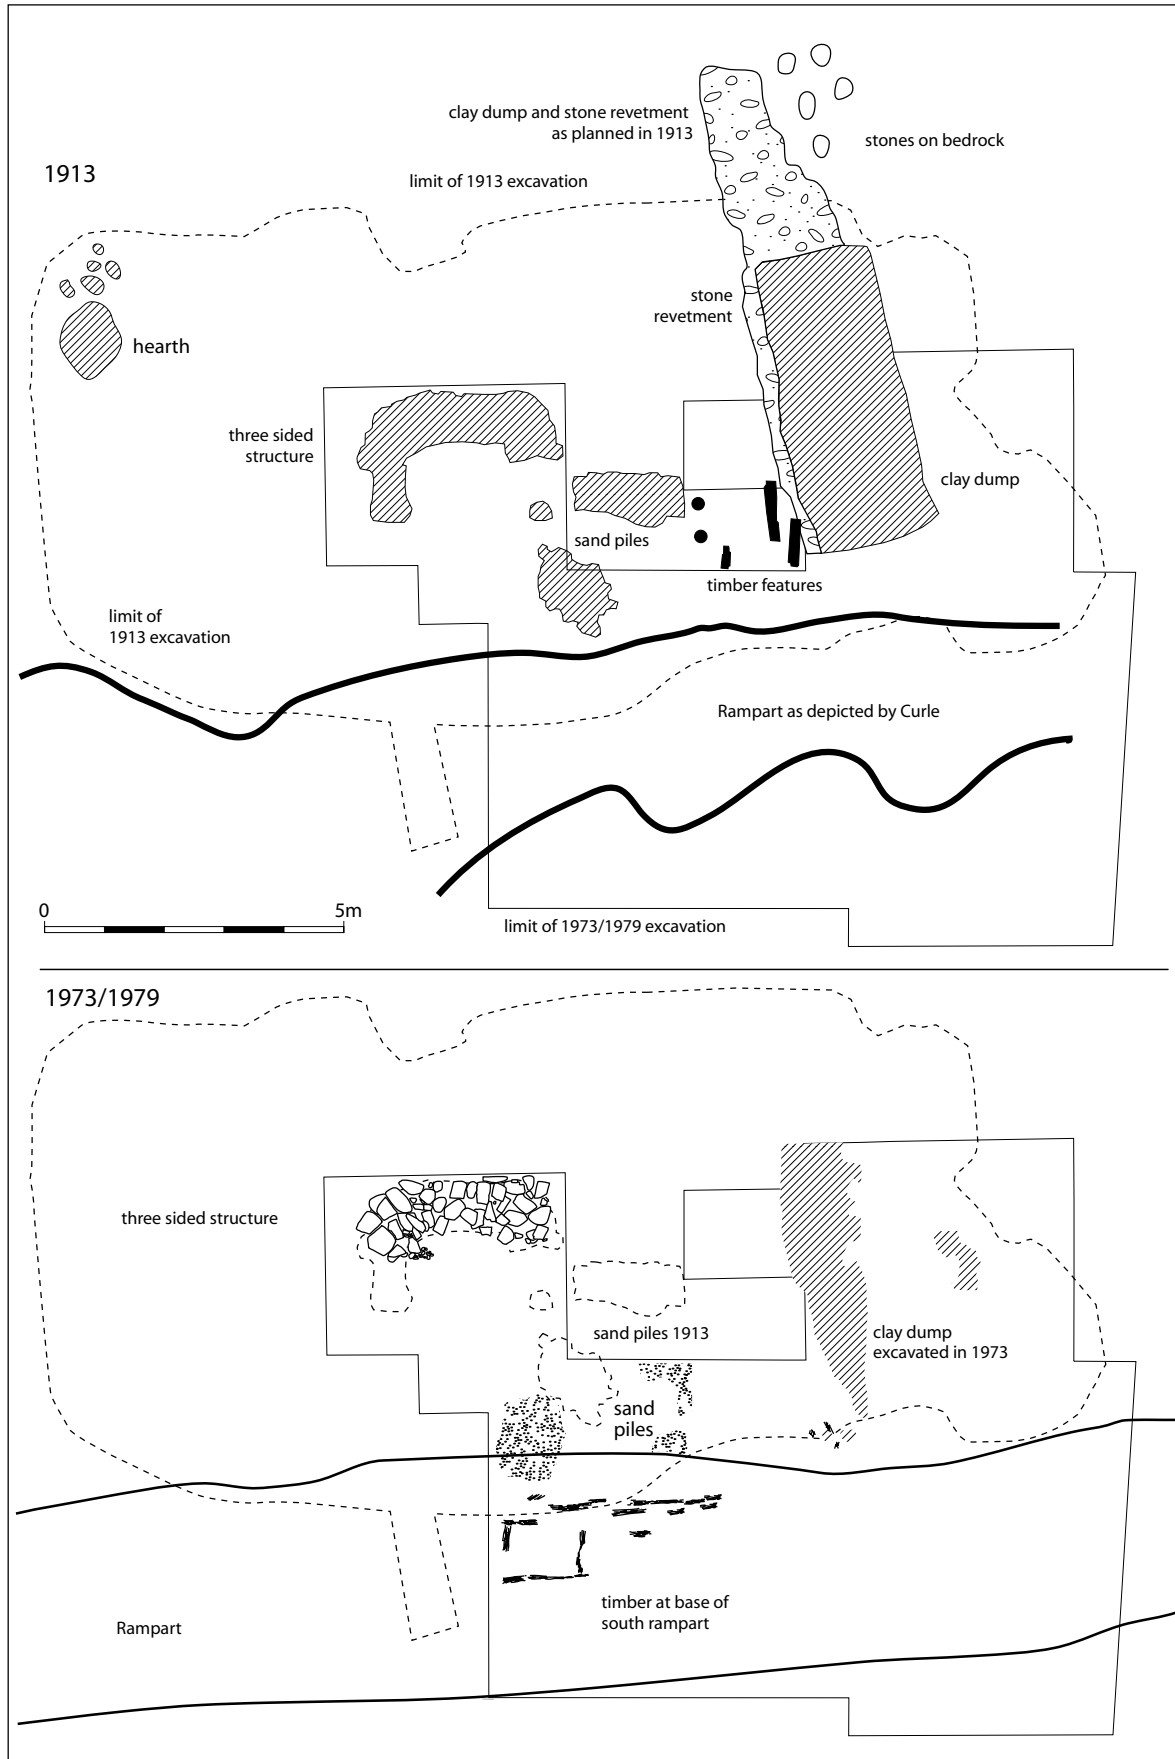 clay dump and stone revetment
as planned in 1913
stones on bedrock
1913
limit of 1913 excavation
stone
revetment
hearth
three sided
structure
clay dump
sand piles
timber features
limit of
1913 excavation
Rampart as depicted by Curle
0 5m
limit of 1973/1979 excavation
1973/1979
three sided structure
sand piles 1913
clay dump
excavated in 1973
sand
piles
timber at base of
south rampart
Rampart